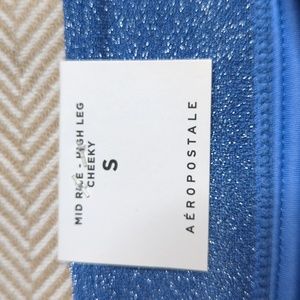 MID RISE - HIGH LEG
CHEEKY
S
AÉROPOSTALE